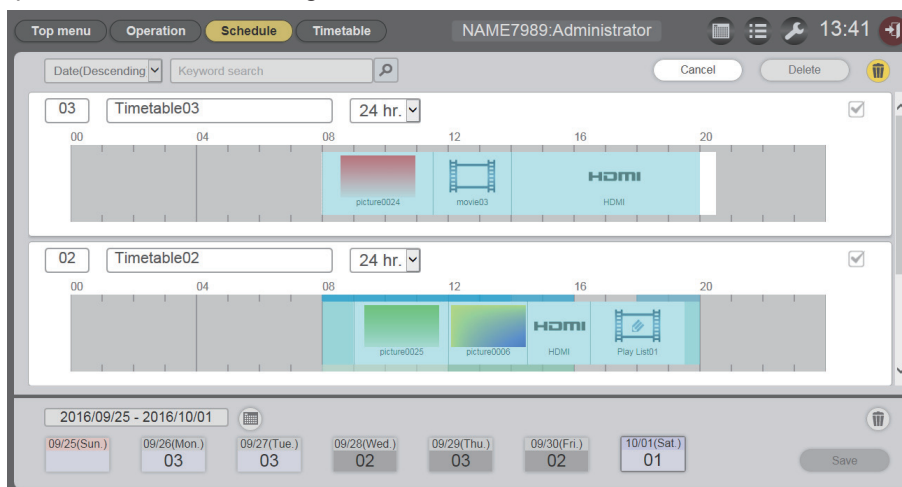 Top menu Operation Schedule Timetable NAME7989:Administrator 13:41
Date(Descending Keyword search Cancel Delete
03 Timetable03 24 hr.
00 04 08 12 16 20
HDMI
picture0024 movie03 HDMI
02 Timetable02 24 hr.
00 04 08 12 16 20
HDMI
picture0025 picture0006 HDMI Play List01
2016/09/25 - 2016/10/01
09/25(Sun.) 09/26(Mon.) 09/27(Tue.) 09/28(Wed.) 09/29(Thu.) 09/30(Fri.) 10/01(Sat.)
03 03 02 03 02 01 Save